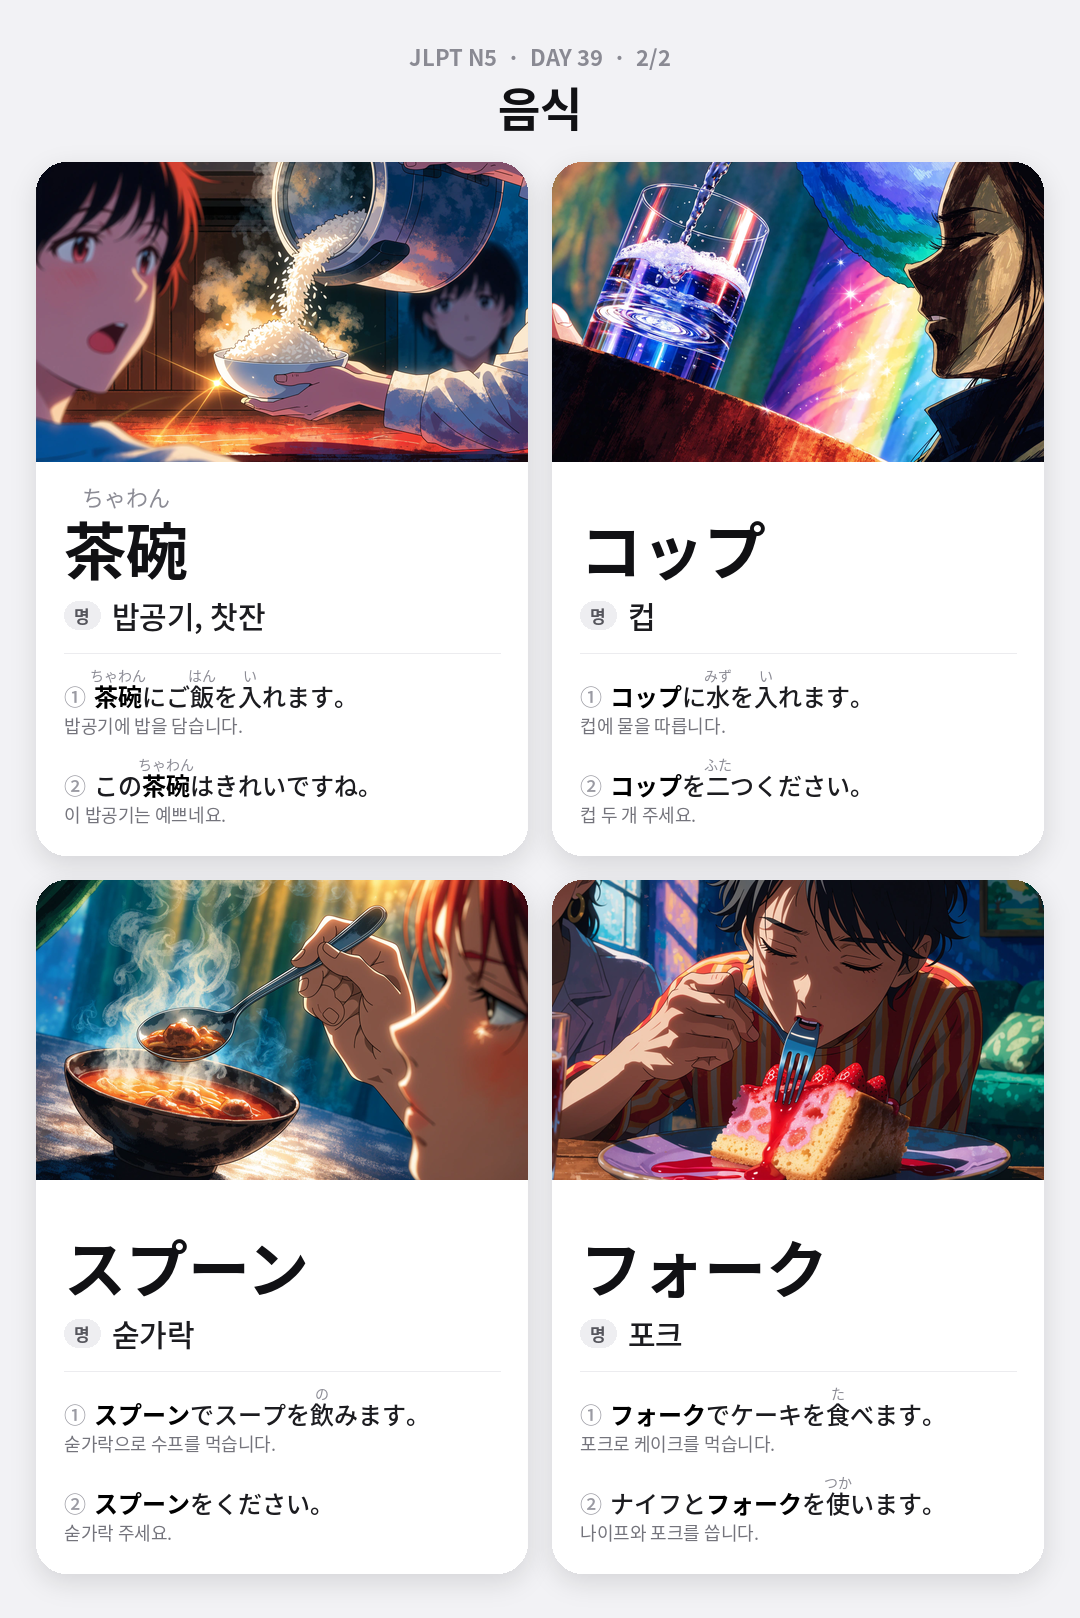 JLPT N5 · DAY 39 · 2/2
음식
ちゃわん
茶碗
명 밥공기, 찻잔
ちゃわん はん い
① 茶碗にご飯を入れます。
밥공기에 밥을 담습니다.
ちゃわん
② この茶碗はきれいですね。
이 밥공기는 예쁘네요.
コップ
명 컵
みず い
① コップに水を入れます。
컵에 물을 따릅니다.
ふた
② コップを二つください。
컵 두 개 주세요.
スプーン
명 숟가락
の
① スプーンでスープを飲みます。
숟가락으로 수프를 먹습니다.
② スプーンをください。
숟가락 주세요.
フォーク
명 포크
た
① フォークでケーキを食べます。
포크로 케이크를 먹습니다.
つか
② ナイフとフォークを使います。
나이프와 포크를 씁니다.